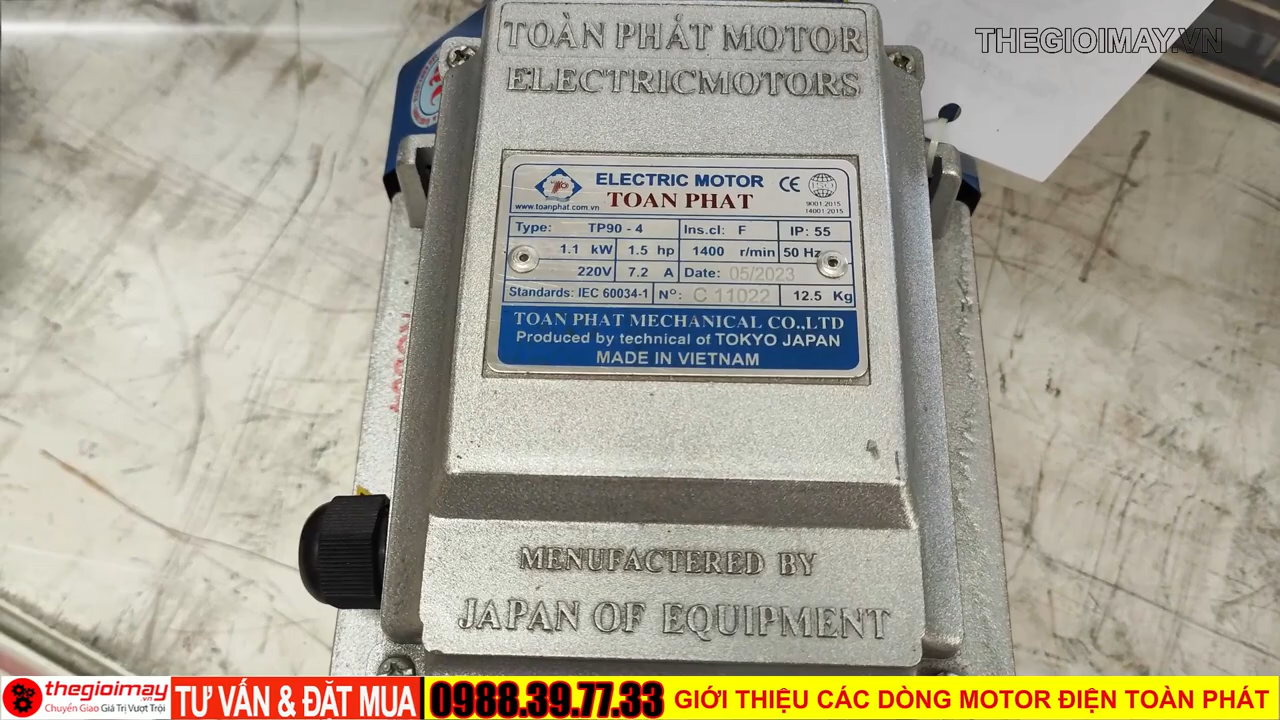 THEGIOIMAY.VN
TOÀN PHÁT MOTOR
ELECTRICMOTORS
ELECTRIC MOTOR
TOAN PHAT
CE
ISO
9001:2015
14001:2015
www.toanphat.com.vn
Type: TP90 - 4 Ins.cl: F IP: 55
1.1 kW 1.5 hp 1400 r/min 50 Hz
220V 7.2 A Date: 05/2023
Standards: IEC 60034-1 Nº: C 11022 12.5 Kg
TOAN PHAT MECHANICAL CO.,LTD
Produced by technical of TOKYO JAPAN
MADE IN VIETNAM
MENUFACTERED BY
JAPAN OF EQUIPMENT
thegioimay.vn
Chuyển Giao Giá Trị Vượt Trội
TƯ VẤN & ĐẶT MUA
0988.39.77.33
GIỚI THIỆU CÁC DÒNG MOTOR ĐIỆN TOÀN PHÁT